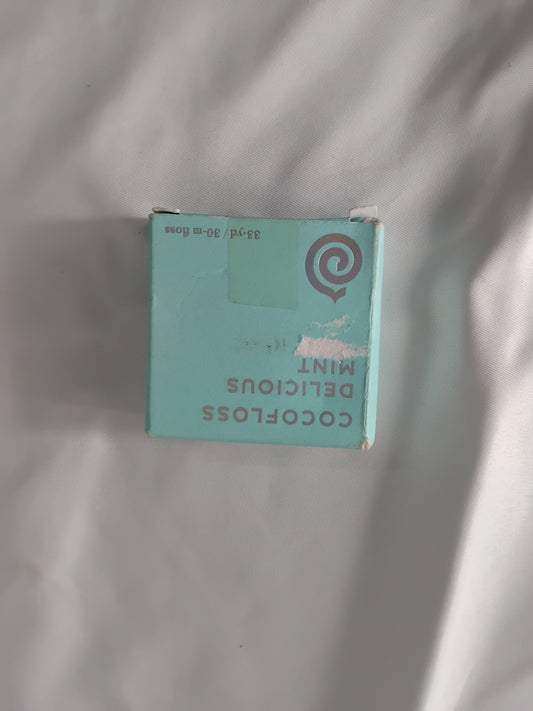 COCOFLOSS
DELICIOUS
MINT
33-yd / 30-m floss